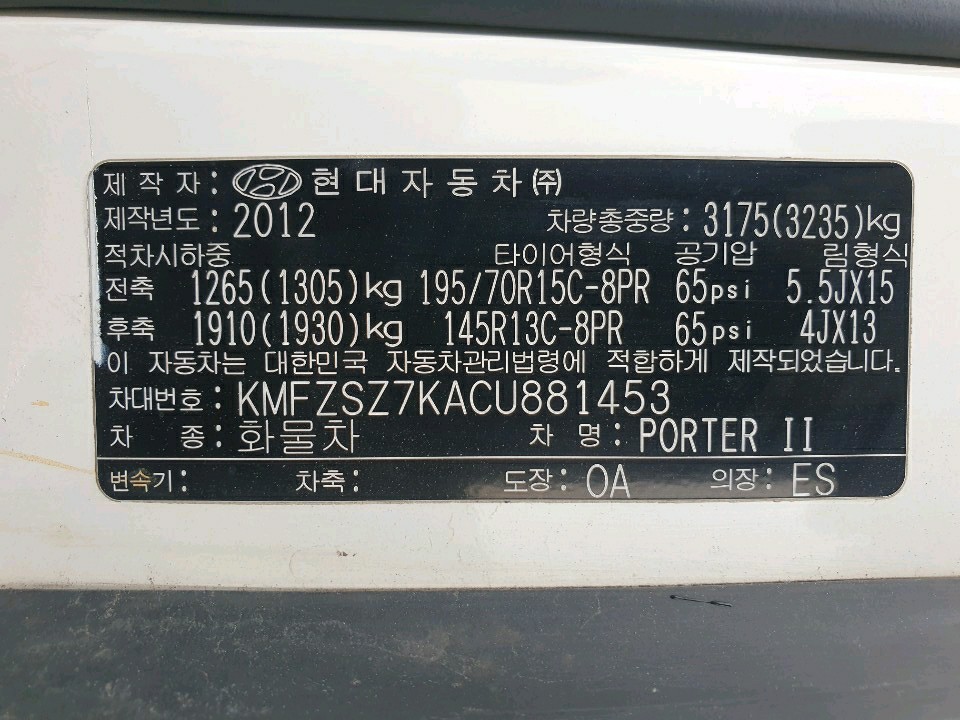 제 작 자 : 현 대 자 동 차 ㈜
제작년도 : 2012 차량총중량 : 3175(3235)kg
적차시하중 타이어형식 공기압 림형식
전축 1265(1305)kg 195/70R15C-8PR 65psi 5.5JX15
후축 1910(1930)kg 145R13C-8PR 65psi 4JX13
이 자동차는 대한민국 자동차관리법령에 적합하게 제작되었습니다.
차대번호 : KMFZSZ7KACU881453
차 종 : 화물차 차 명 : PORTER II
변속기 : 차축 : 도장 : OA 의장 : ES